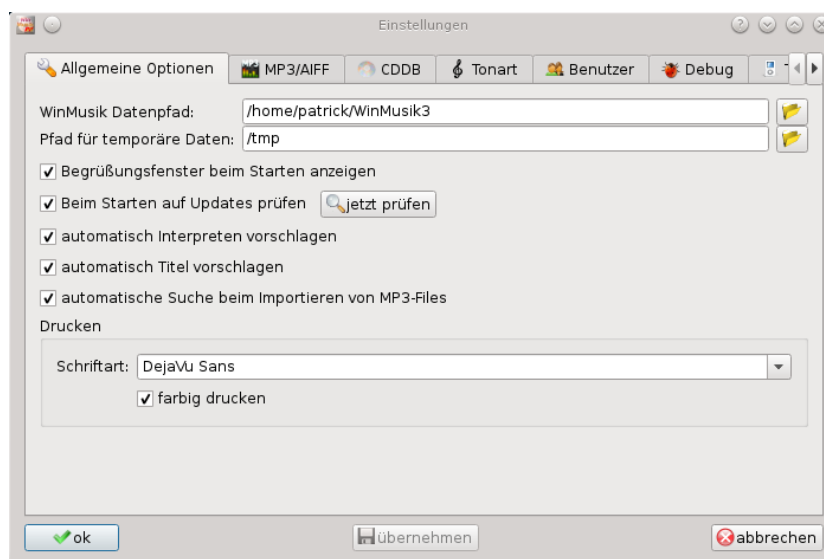 Einstellungen
Allgemeine Optionen MP3/AIFF CDDB Tonart Benutzer Debug
WinMusik Datenpfad: /home/patrick/WinMusik3
Pfad für temporäre Daten: /tmp
Begrüßungsfenster beim Starten anzeigen
Beim Starten auf Updates prüfen jetzt prüfen
automatisch Interpreten vorschlagen
automatisch Titel vorschlagen
automatische Suche beim Importieren von MP3-Files
Drucken
Schriftart: DejaVu Sans
farbig drucken
ok übernehmen abbrechen